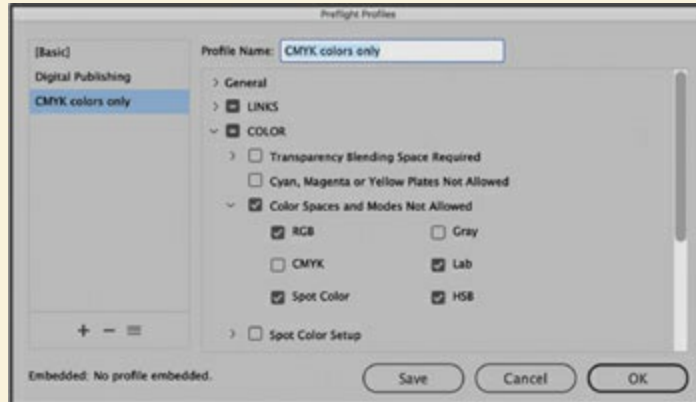 Preflight Profiles
[Basic]
Digital Publishing
CMYK colors only
Profile Name: CMYK colors only
General
LINKS
COLOR
Transparency Blending Space Required
Cyan, Magenta or Yellow Plates Not Allowed
Color Spaces and Modes Not Allowed
RGB Gray
CMYK Lab
Spot Color HSB
Spot Color Setup
Embedded: No profile embedded.
Save Cancel OK